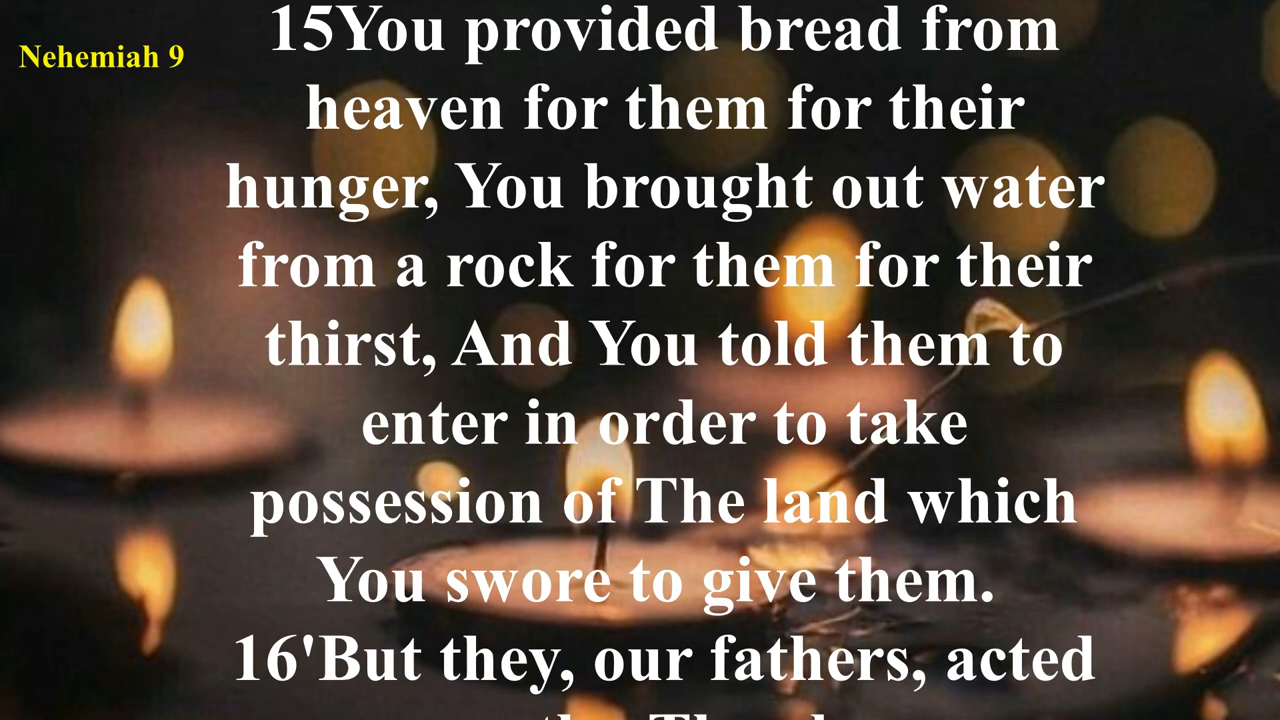 Nehemiah 9
15You provided bread from
heaven for them for their
hunger, You brought out water
from a rock for them for their
thirst, And You told them to
enter in order to take
possession of The land which
You swore to give them.
16'But they, our fathers, acted